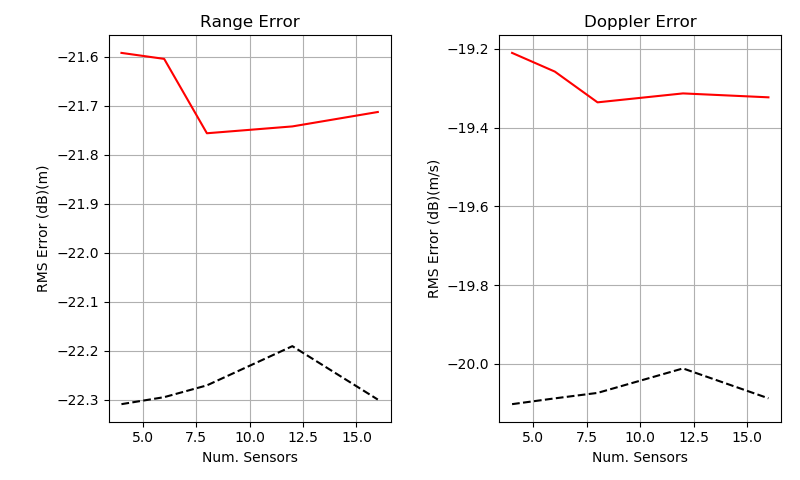 Range Error
RMS Error (dB)(m)
−21.6
−21.7
−21.8
−21.9
−22.0
−22.1
−22.2
−22.3
5.0 7.5 10.0 12.5 15.0
Num. Sensors
Doppler Error
RMS Error (dB)(m/s)
−19.2
−19.4
−19.6
−19.8
−20.0
5.0 7.5 10.0 12.5 15.0
Num. Sensors